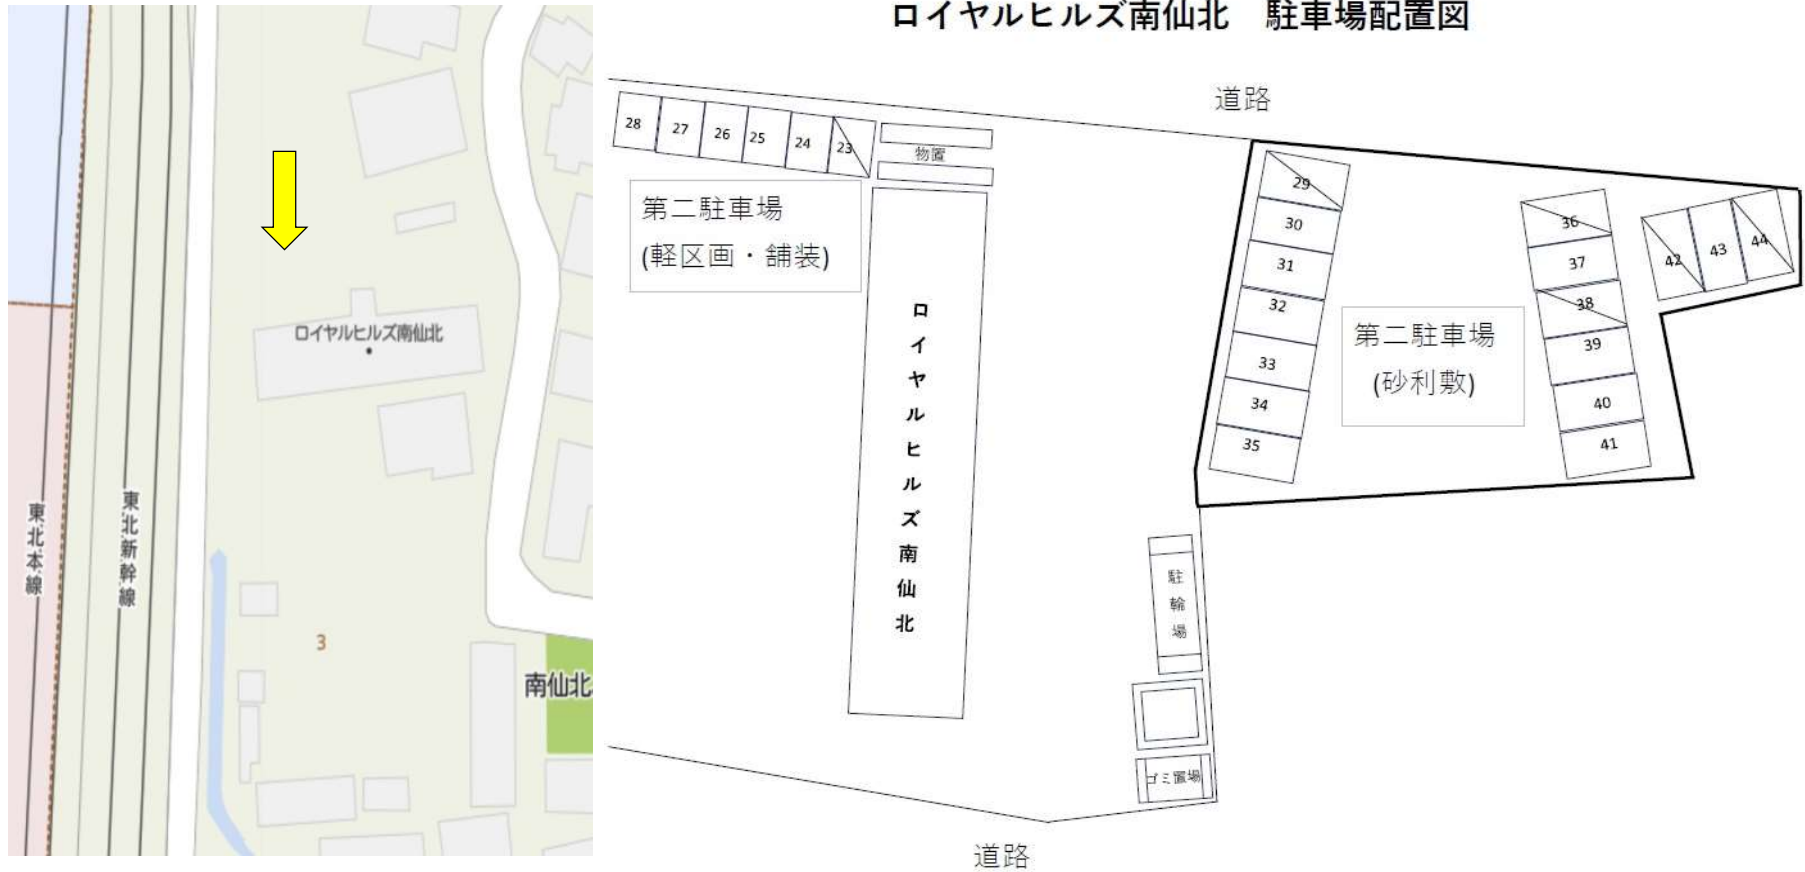 ロイヤルヒルズ南仙北　駐車場配置図
ロイヤルヒルズ南仙北
東北本線
東北新幹線
3
南仙北
道路
28
27
26
25
24
23
物置
第二駐車場
(軽区画・舗装)
ロイヤルヒルズ南仙北
29
30
31
32
33
34
35
第二駐車場
(砂利敷)
36
37
38
39
40
41
42
43
44
駐輪場
ゴミ置場
道路